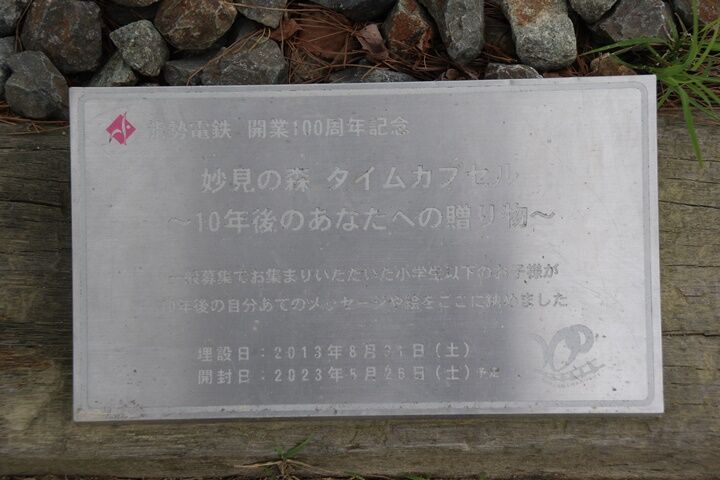 能勢電鉄 開業100周年記念
妙見の森 タイムカプセル
～10年後のあなたへの贈り物～
一般募集でお集まりいただいた小学生以下のお子様が
10年後の自分あてのメッセージや絵をここに納めました
埋設日：2013年8月31日（土）
開封日：2023年8月26日（土）予定